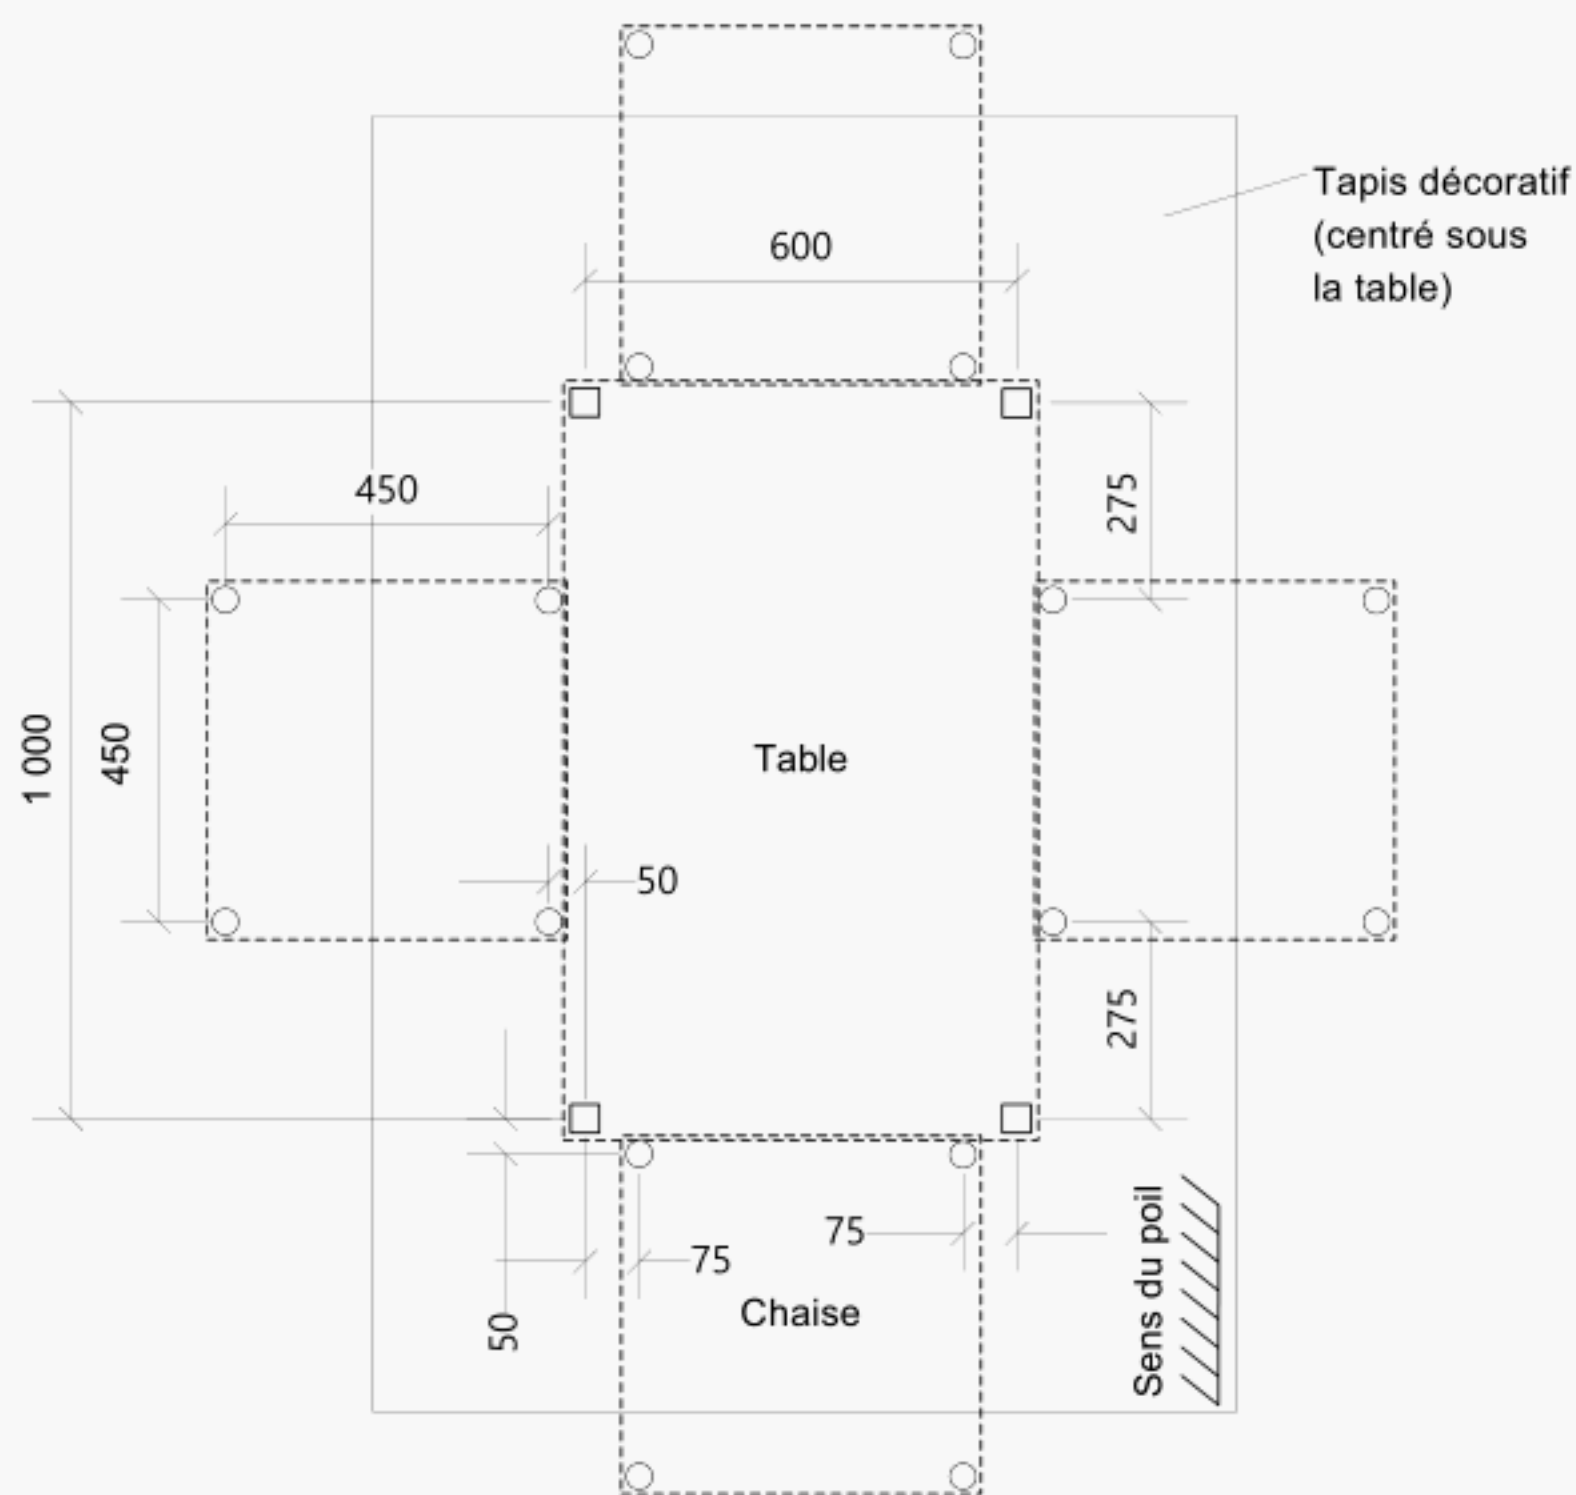 Tapis décoratif
(centré sous
la table)
600
450
275
1 000
450
Table
50
275
75
75
50
Chaise
Sens du poil